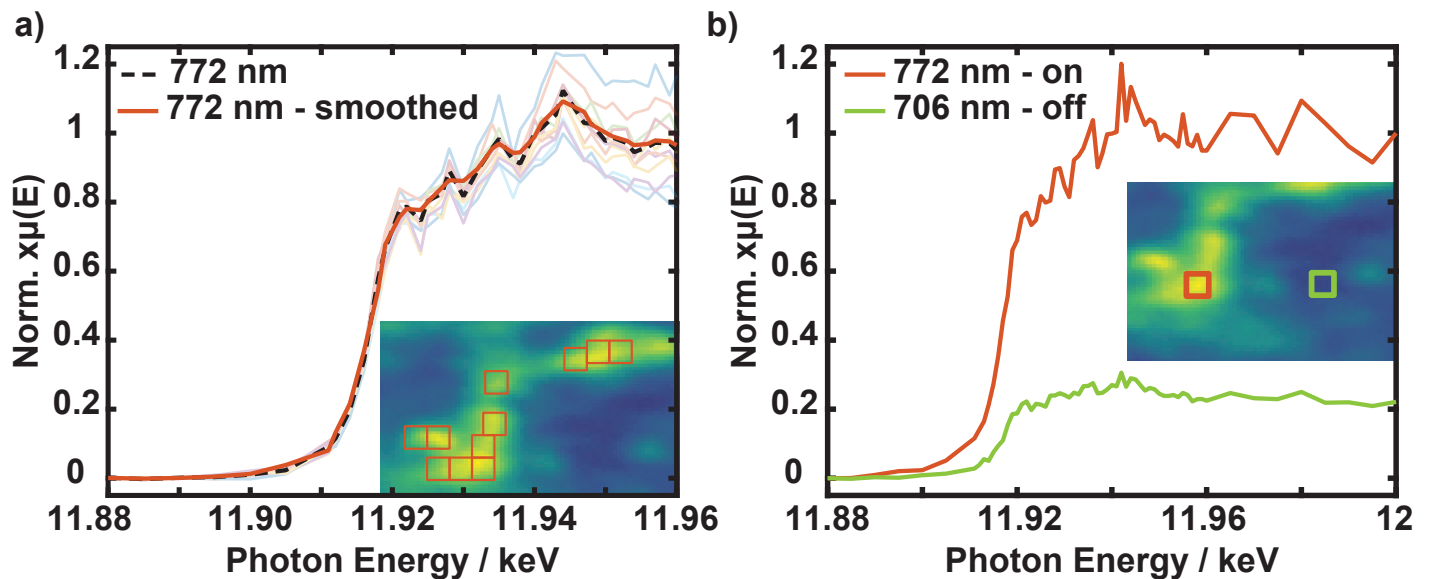 a)
1.2
1
0.8
0.6
0.4
0.2
0
Norm. xμ(E)
772 nm
772 nm - smoothed
11.88
11.90
11.92
11.94
11.96
Photon Energy / keV
b)
1.2
1
0.8
0.6
0.4
0.2
0
Norm. xμ(E)
772 nm - on
706 nm - off
11.88
11.92
11.96
12
Photon Energy / keV